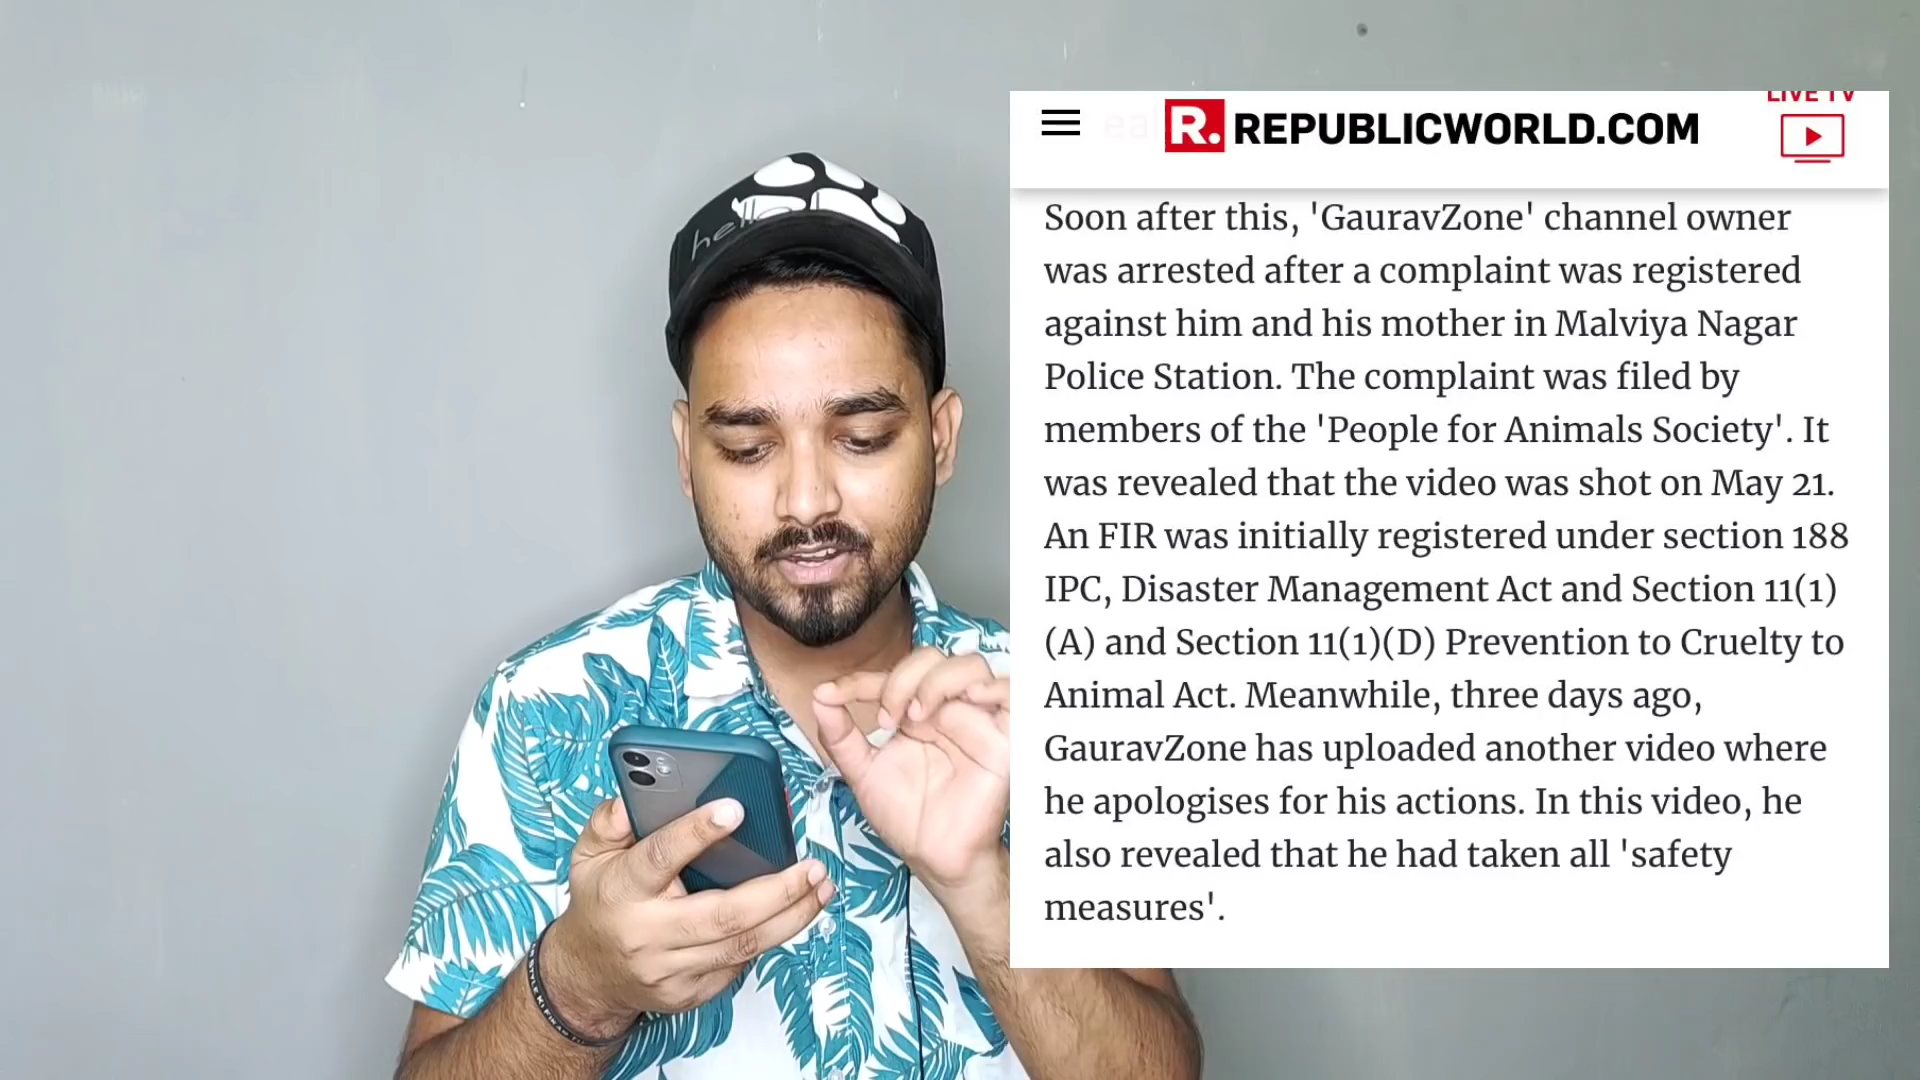 hello
LIVE TV
R. REPUBLICWORLD.COM
Soon after this, 'GauravZone' channel owner
was arrested after a complaint was registered
against him and his mother in Malviya Nagar
Police Station. The complaint was filed by
members of the 'People for Animals Society'. It
was revealed that the video was shot on May 21.
An FIR was initially registered under section 188
IPC, Disaster Management Act and Section 11(1)
(A) and Section 11(1)(D) Prevention to Cruelty to
Animal Act. Meanwhile, three days ago,
GauravZone has uploaded another video where
he apologises for his actions. In this video, he
also revealed that he had taken all 'safety
measures'.